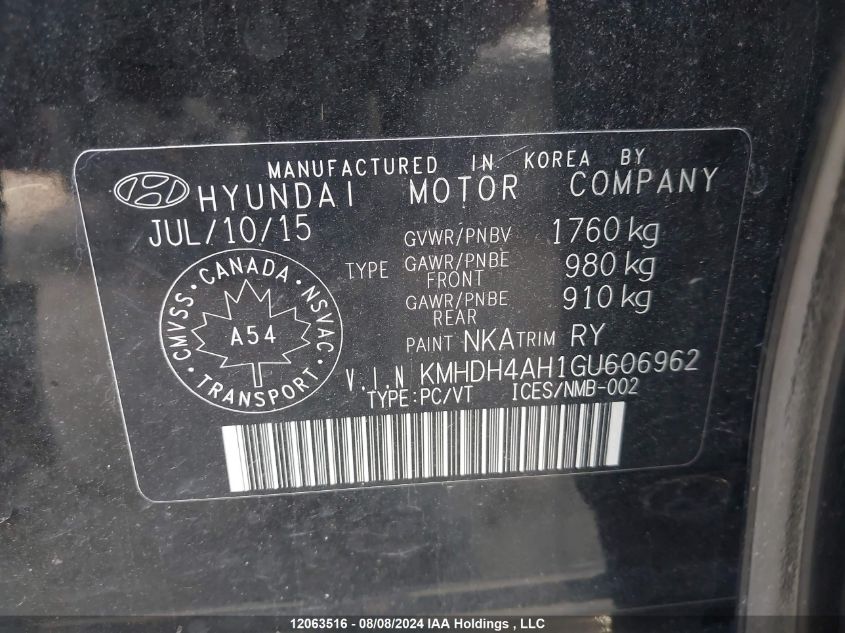 MANUFACTURED IN KOREA BY
HYUNDAI MOTOR COMPANY
JUL/10/15
GVWR/PNBV 1760 kg
TYPE GAWR/PNBE FRONT 980 kg
GAWR/PNBE REAR 910 kg
PAINT NKA TRIM RY
V.I.N KMHDH4AH1GU606962
TYPE:PC/VT ICES/NMB-002
CMVSS • CANADA • NSVAC
A54
• TRANSPORT •
12063516 - 08/08/2024 IAA Holdings , LLC